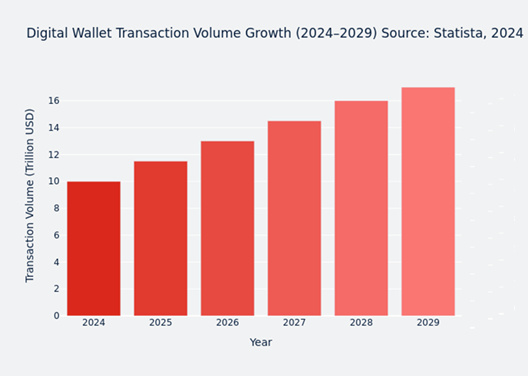 Digital Wallet Transaction Volume Growth (2024–2029) Source: Statista, 2024
Transaction Volume (Trillion USD)
16
14
12
10
8
6
4
2
0
2024 2025 2026 2027 2028 2029
Year